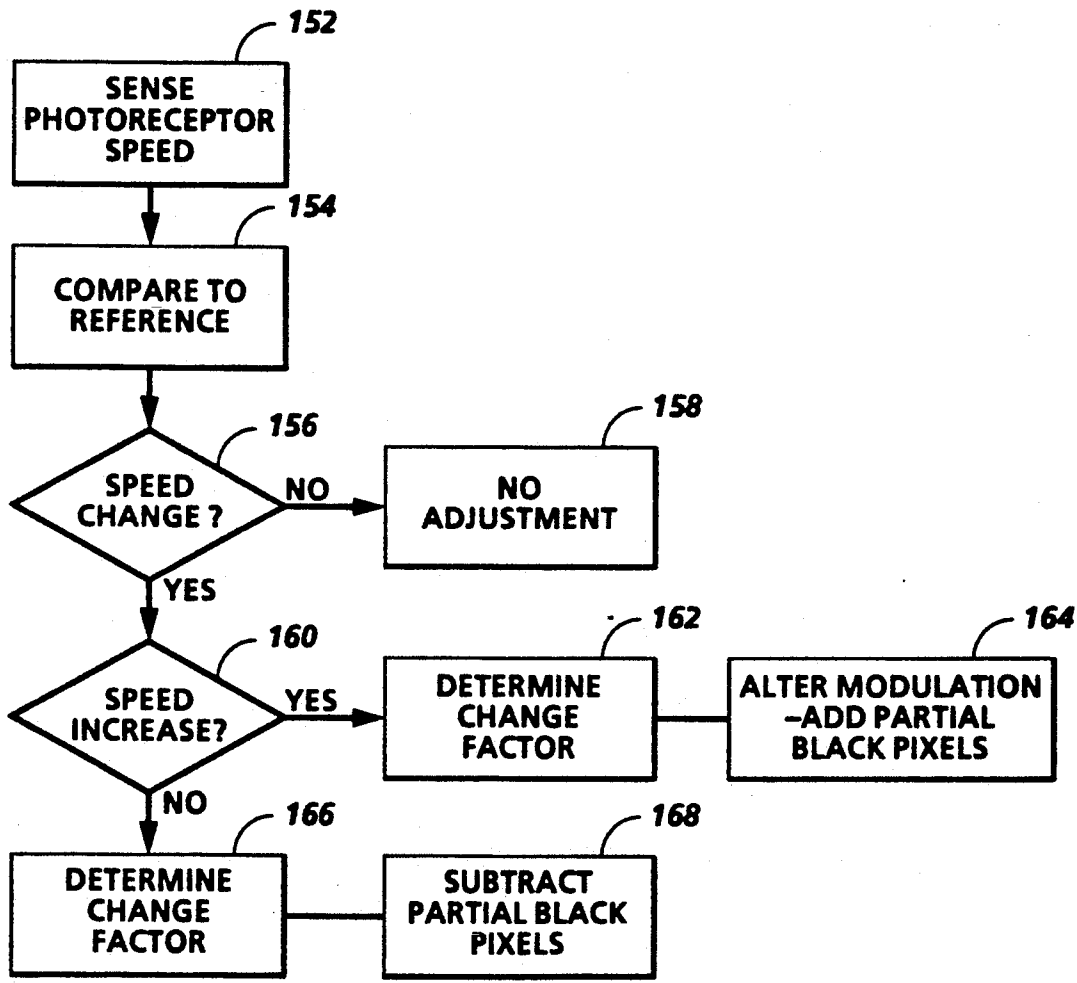 152
SENSE
PHOTORECEPTOR
SPEED
154
COMPARE TO
REFERENCE
156
SPEED
CHANGE ?
NO
158
NO
ADJUSTMENT
YES
160
SPEED
INCREASE?
YES
162
DETERMINE
CHANGE
FACTOR
164
ALTER MODULATION
–ADD PARTIAL
BLACK PIXELS
NO
166
DETERMINE
CHANGE
FACTOR
168
SUBTRACT
PARTIAL BLACK
PIXELS